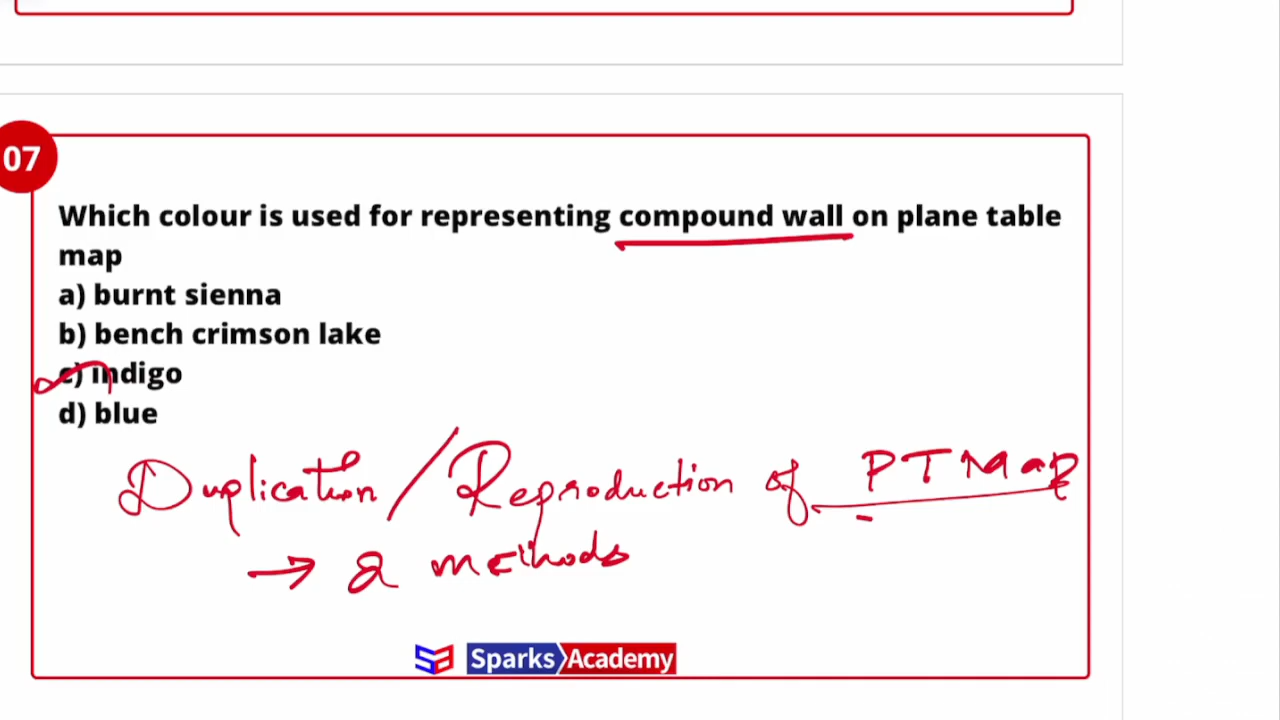 07
Which colour is used for representing compound wall on plane table
map
a) burnt sienna
b) bench crimson lake
c) indigo
d) blue
Duplication / Reproduction of PT Map
→ 2 methods
Sparks Academy